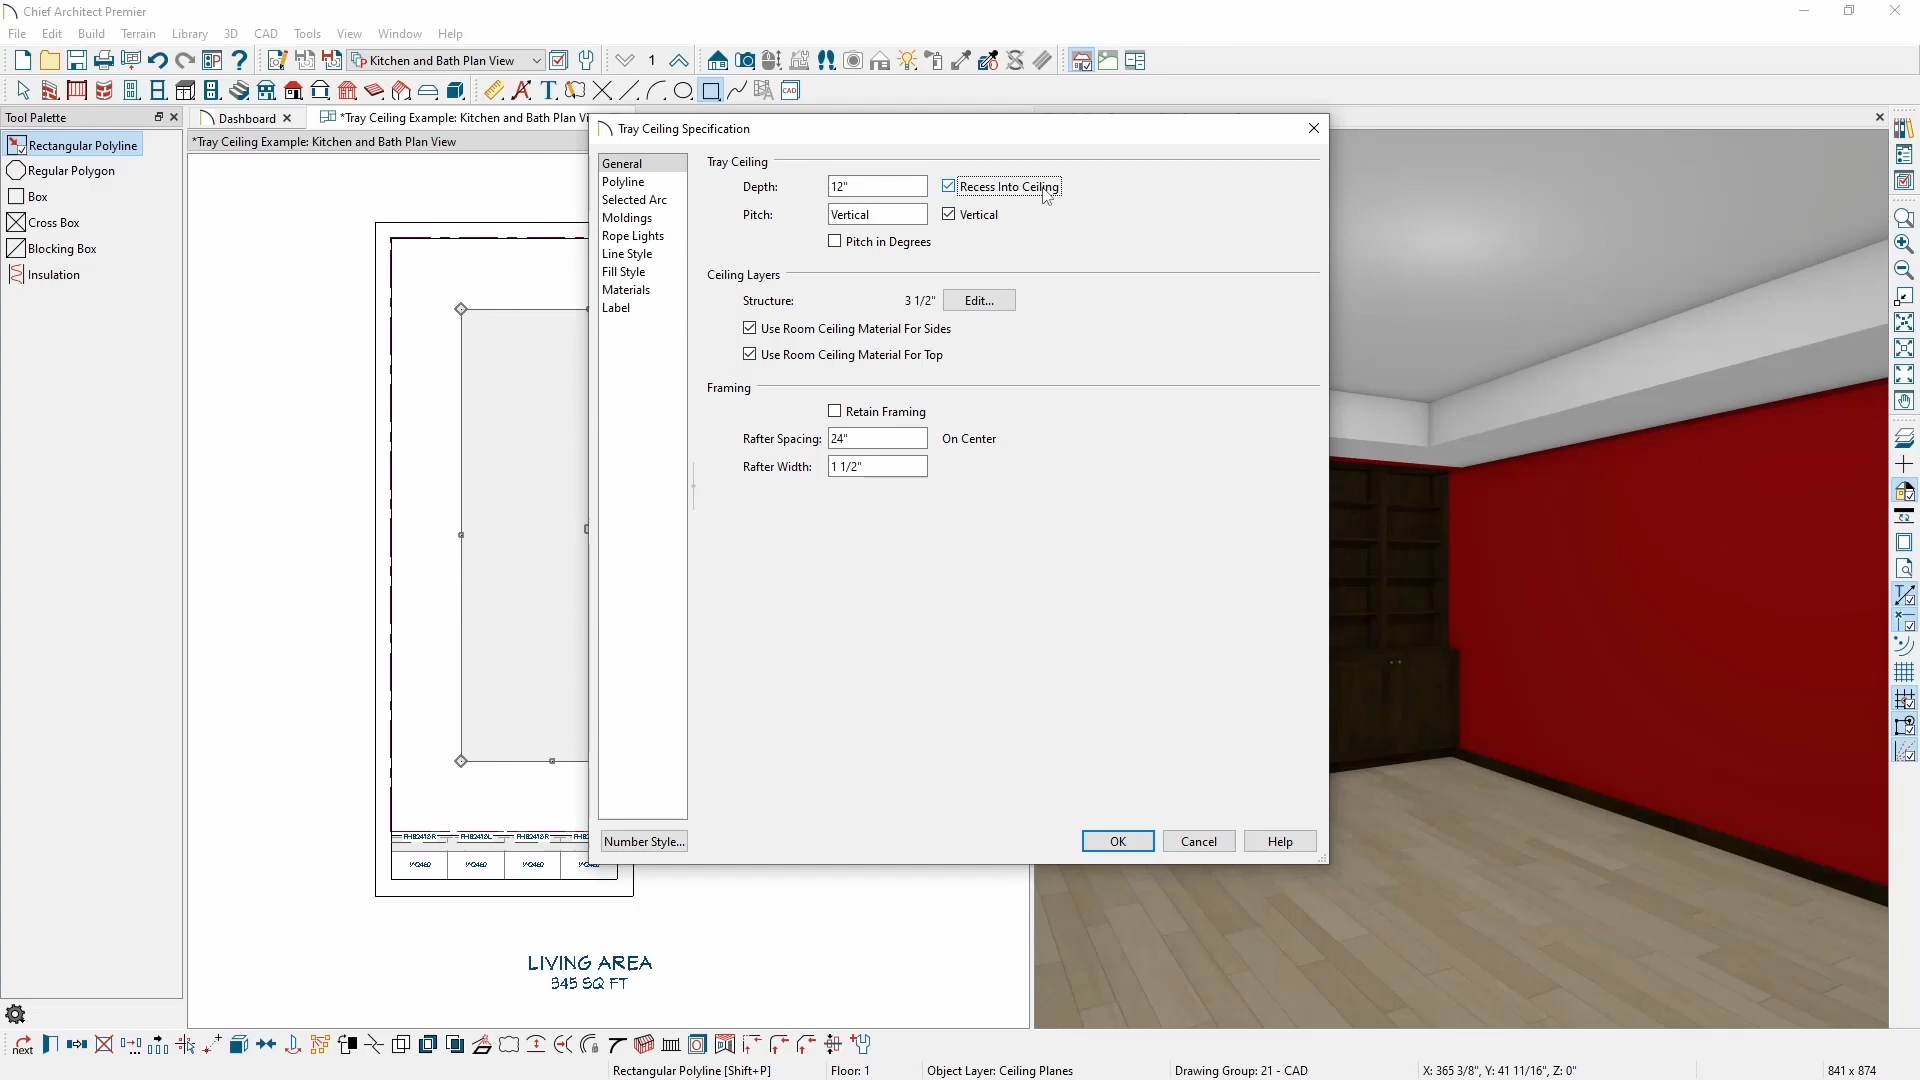 Chief Architect Premier
File Edit Build Terrain Library 3D CAD Tools View Window Help
Kitchen and Bath Plan View
1
CAD
Tool Palette
Dashboard
*Tray Ceiling Example: Kitchen and Bath Plan Vi
*Tray Ceiling Example: Kitchen and Bath Plan View
Rectangular Polyline
Regular Polygon
Box
Cross Box
Blocking Box
Insulation
Tray Ceiling Specification
General
Polyline
Selected Arc
Moldings
Rope Lights
Line Style
Fill Style
Materials
Label
Tray Ceiling
Depth: 12" Recess Into Ceiling
Pitch: Vertical Vertical
Pitch in Degrees
Ceiling Layers
Structure: 3 1/2" Edit...
Use Room Ceiling Material For Sides
Use Room Ceiling Material For Top
Framing
Retain Framing
Rafter Spacing: 24" On Center
Rafter Width: 1 1/2"
Number Style... OK Cancel Help
LIVING AREA
345 SQ FT
next
Rectangular Polyline [Shift+P] Floor: 1 Object Layer: Ceiling Planes Drawing Group: 21 - CAD X: 365 3/8", Y: 41 11/16", Z: 0" 841 x 874